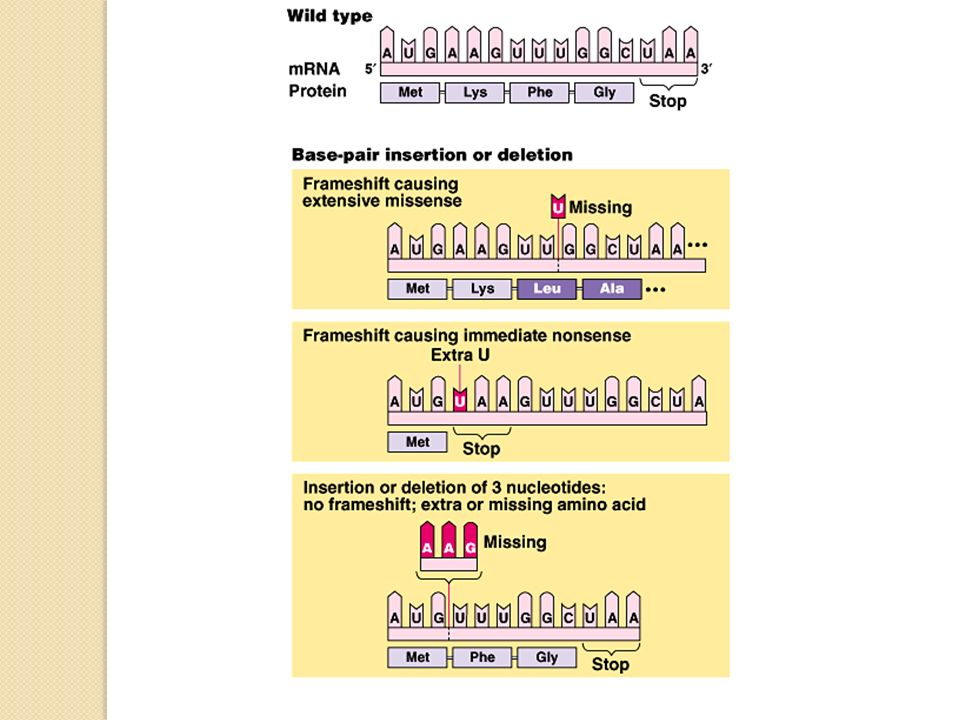 Wild type
A U G A A G U U U G G C U A A
mRNA 5′ 3′
Protein Met Lys Phe Gly Stop
Base-pair insertion or deletion
Frameshift causing
extensive missense
U Missing
A U G A A G U U G G C U A A •••
Met Lys Leu Ala •••
Frameshift causing immediate nonsense
Extra U
A U G U A A G U U U G G C U A
Met Stop
Insertion or deletion of 3 nucleotides:
no frameshift; extra or missing amino acid
A A G Missing
A U G U U U G G C U A A
Met Phe Gly Stop